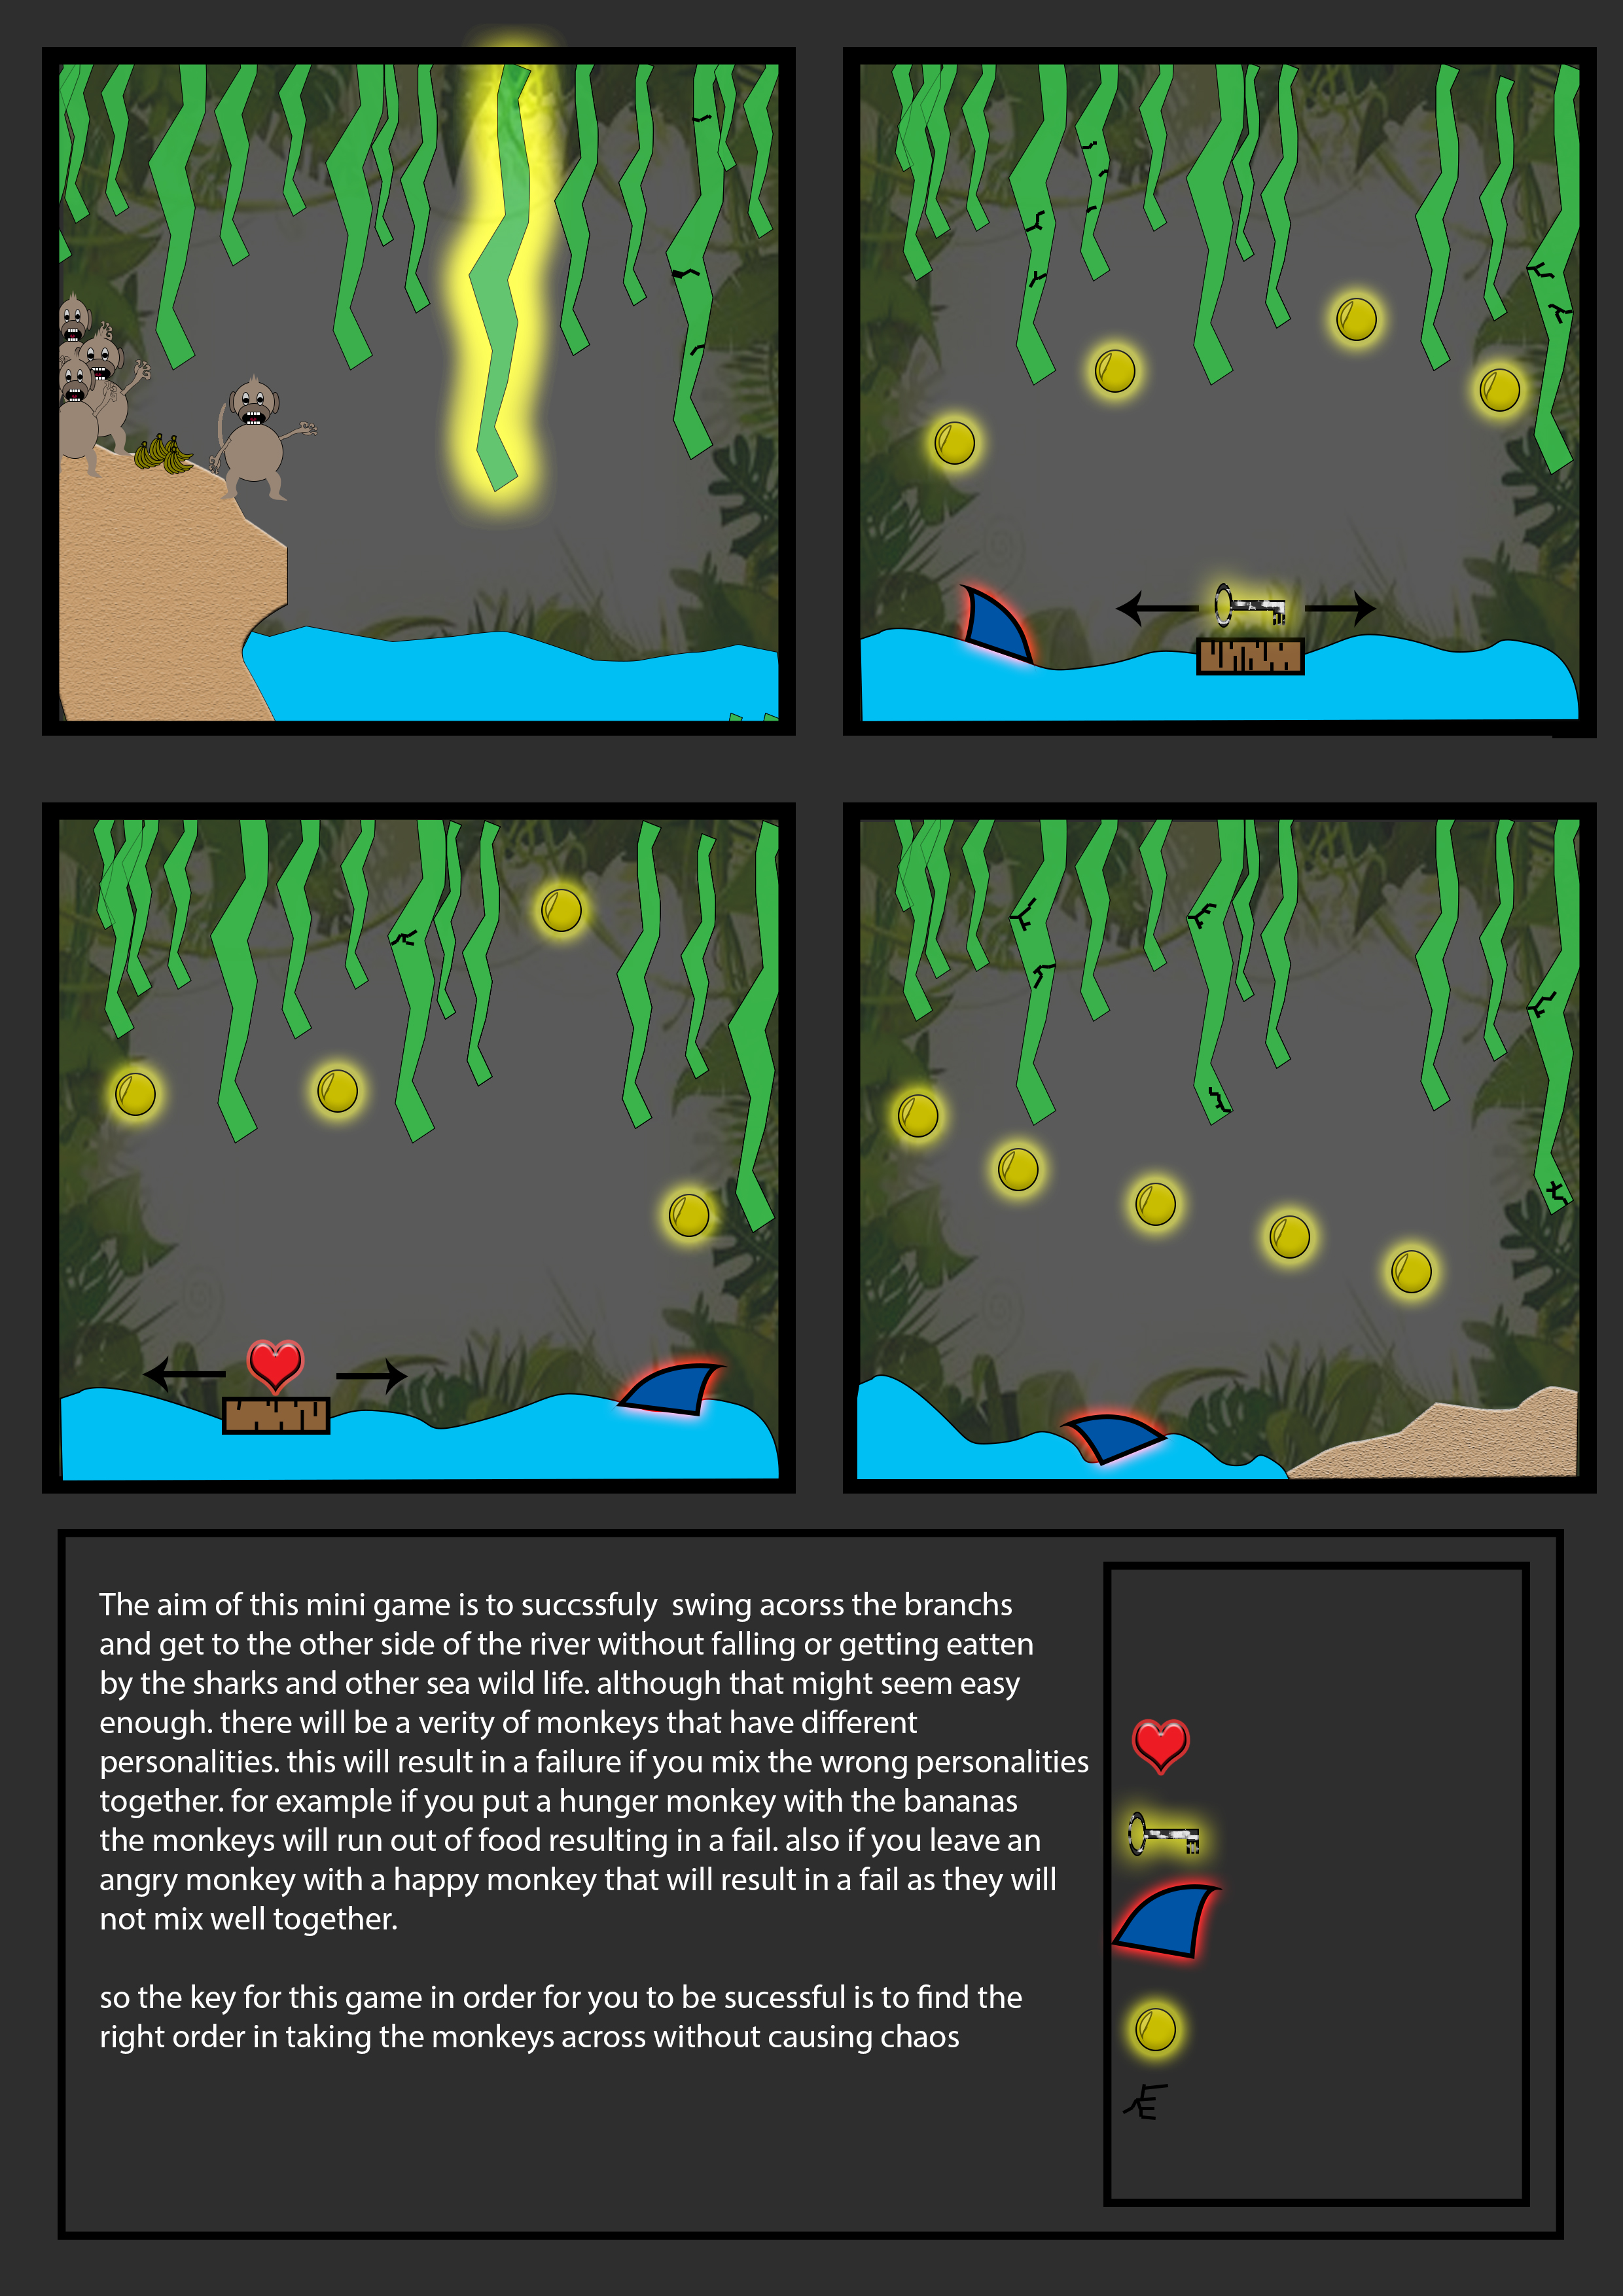 The aim of this mini game is to succssfuly  swing acorss the branchs
and get to the other side of the river without falling or getting eatten
by the sharks and other sea wild life. although that might seem easy
enough. there will be a verity of monkeys that have different
personalities. this will result in a failure if you mix the wrong personalities
together. for example if you put a hunger monkey with the bananas
the monkeys will run out of food resulting in a fail. also if you leave an
angry monkey with a happy monkey that will result in a fail as they will
not mix well together.
so the key for this game in order for you to be sucessful is to find the
right order in taking the monkeys across without causing chaos